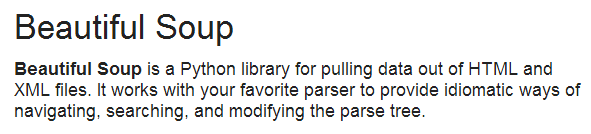 Beautiful Soup
Beautiful Soup is a Python library for pulling data out of HTML and
XML files. It works with your favorite parser to provide idiomatic ways of
navigating, searching, and modifying the parse tree.